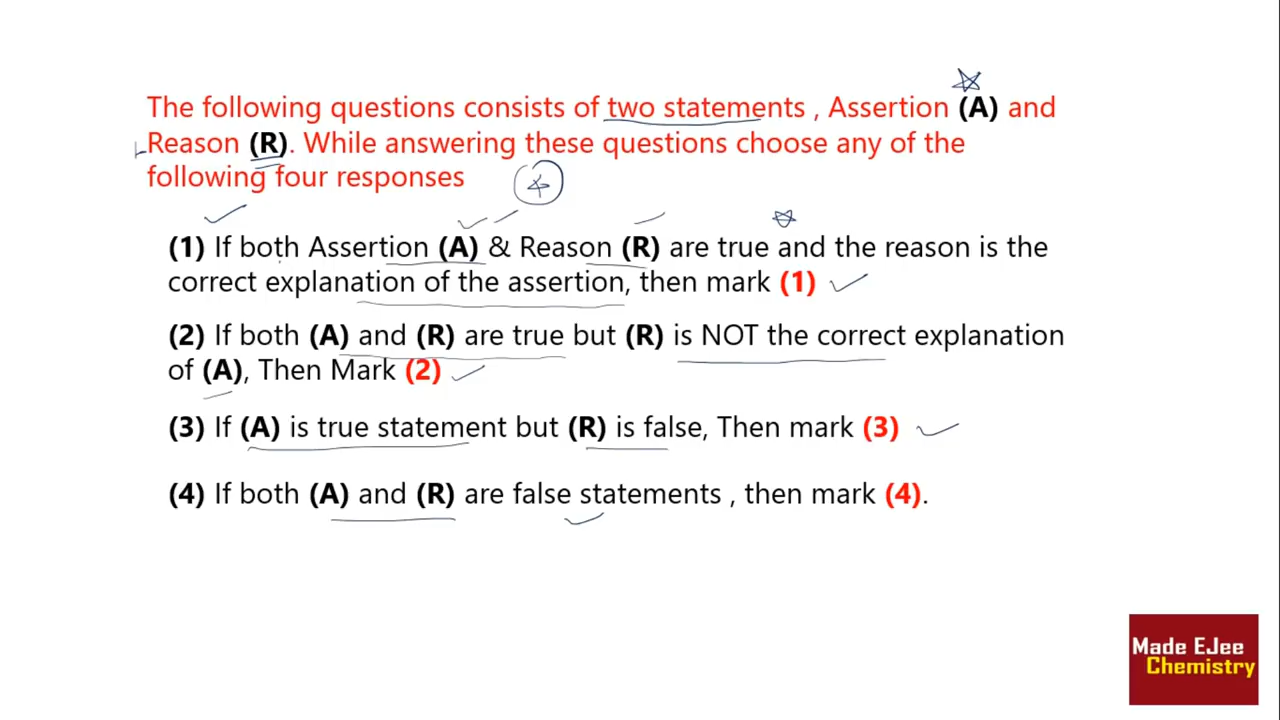 The following questions consists of two statements , Assertion (A) and
Reason (R). While answering these questions choose any of the
following four responses
(1) If both Assertion (A) & Reason (R) are true and the reason is the
correct explanation of the assertion, then mark (1)
(2) If both (A) and (R) are true but (R) is NOT the correct explanation
of (A), Then Mark (2)
(3) If (A) is true statement but (R) is false, Then mark (3)
(4) If both (A) and (R) are false statements , then mark (4).
Made EJee
Chemistry